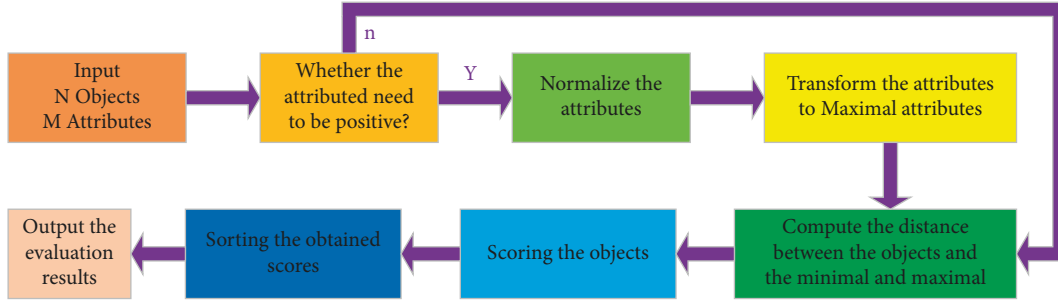 n
Input
N Objects
M Attributes
Whether the
attributed need
to be positive?
Y
Normalize the
attributes
Transform the attributes
to Maximal attributes
Compute the distance
between the objects and
the minimal and maximal
Scoring the objects
Sorting the obtained
scores
Output the
evaluation
results